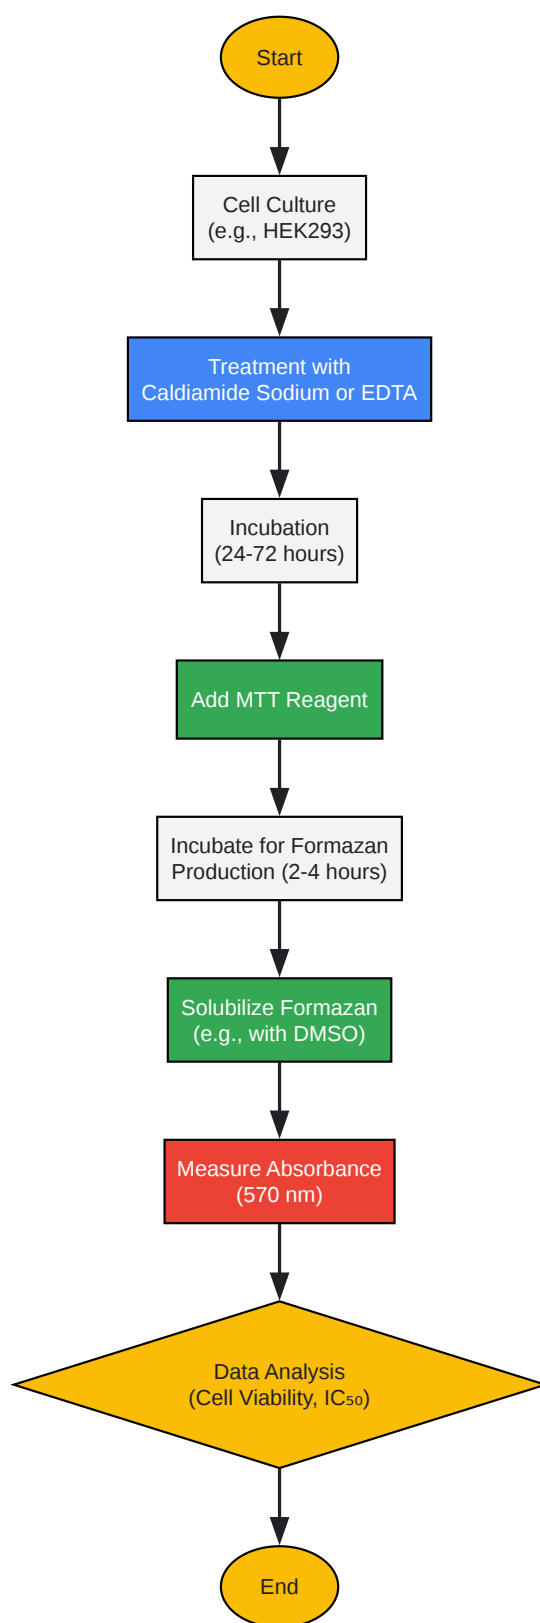 Start
Cell Culture
(e.g., HEK293)
Treatment with
Caldiamide Sodium or EDTA
Incubation
(24-72 hours)
Add MTT Reagent
Incubate for Formazan
Production (2-4 hours)
Solubilize Formazan
(e.g., with DMSO)
Measure Absorbance
(570 nm)
Data Analysis
(Cell Viability, IC₅₀)
End